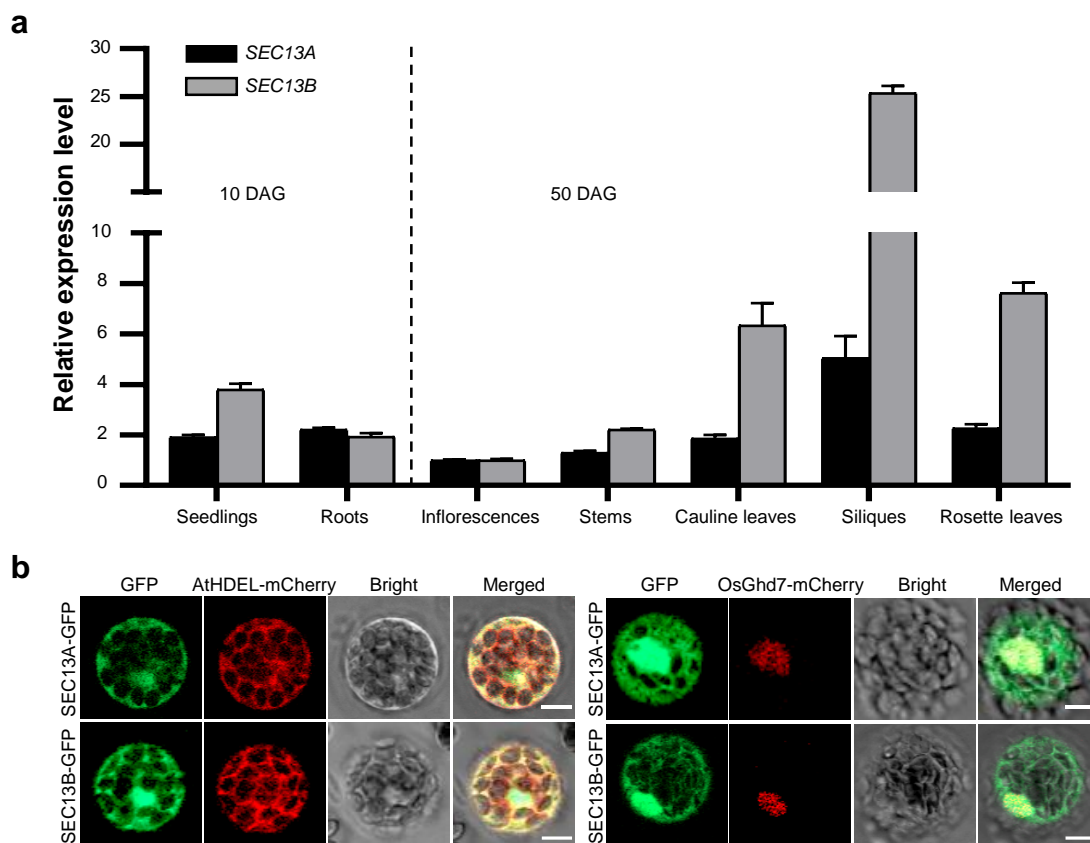 a
SEC13A
SEC13B
Relative expression level
30
25
20
10
8
6
4
2
0
10 DAG
50 DAG
Seedlings Roots Inflorescences Stems Cauline leaves Siliques Rosette leaves
b
GFP AtHDEL-mCherry Bright Merged GFP OsGhd7-mCherry Bright Merged
SEC13A-GFP
SEC13A-GFP
SEC13B-GFP
SEC13B-GFP